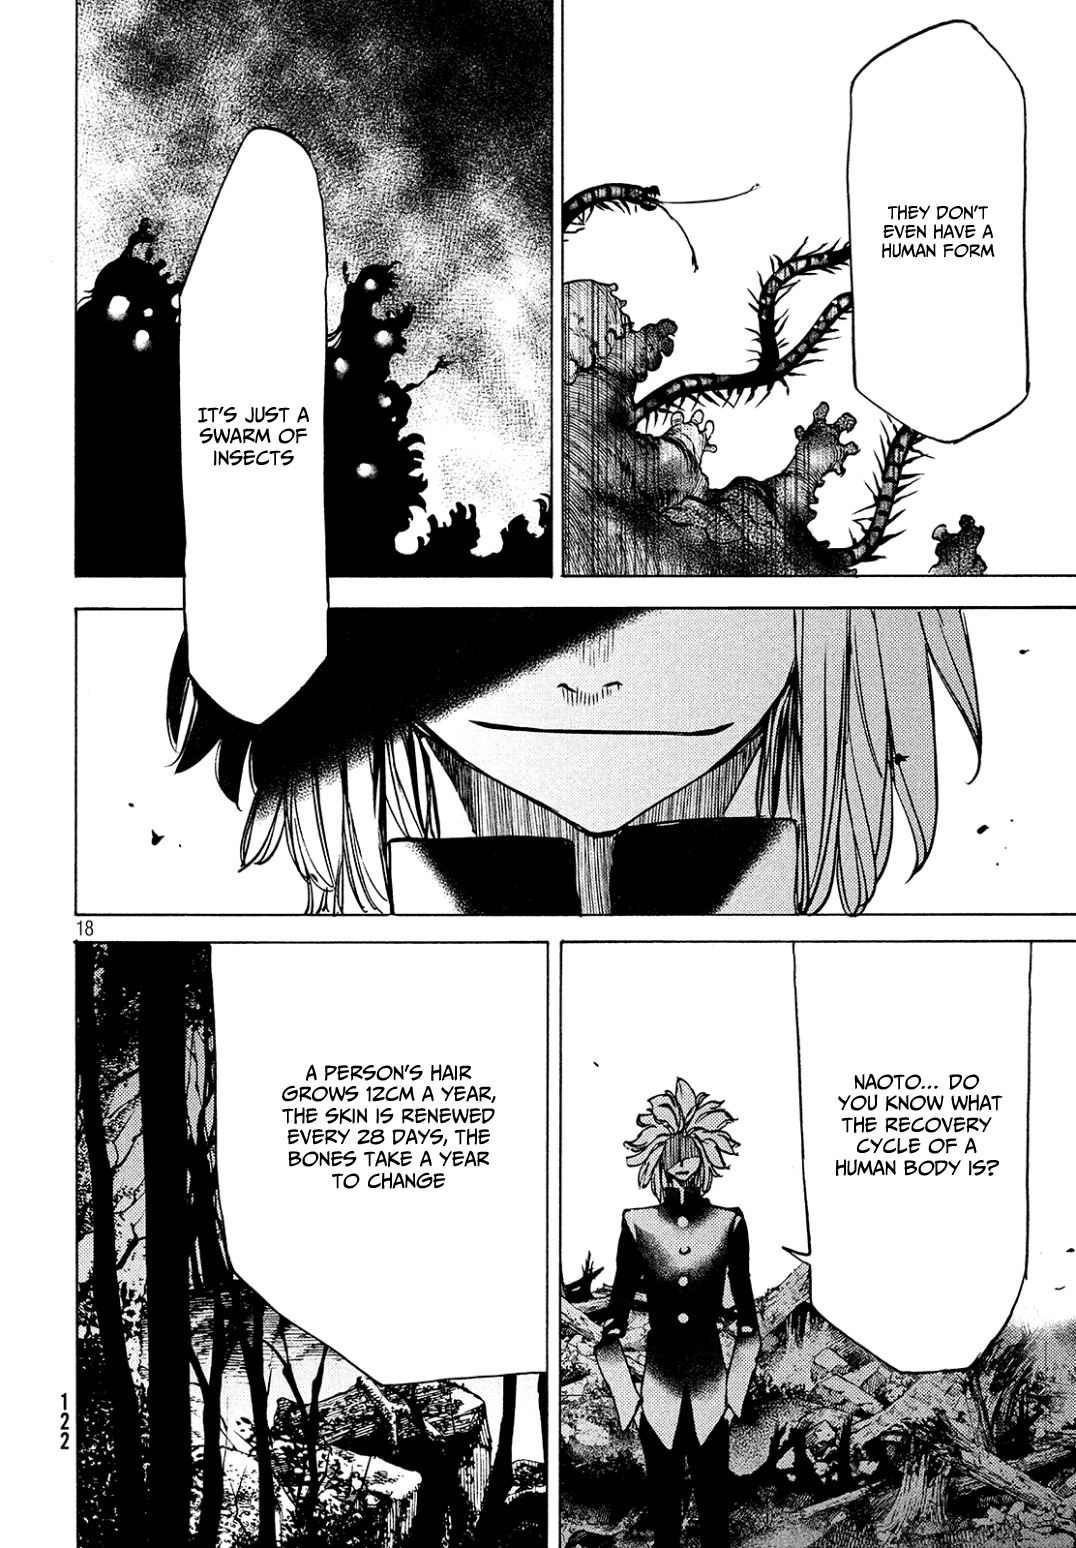 THEY DON'T
EVEN HAVE A
HUMAN FORM
IT'S JUST A
SWARM OF
INSECTS
18
NAOTO... DO
YOU KNOW WHAT
THE RECOVERY
CYCLE OF A
HUMAN BODY IS?
A PERSON'S HAIR
GROWS 12CM A YEAR,
THE SKIN IS RENEWED
EVERY 28 DAYS, THE
BONES TAKE A YEAR
TO CHANGE
122